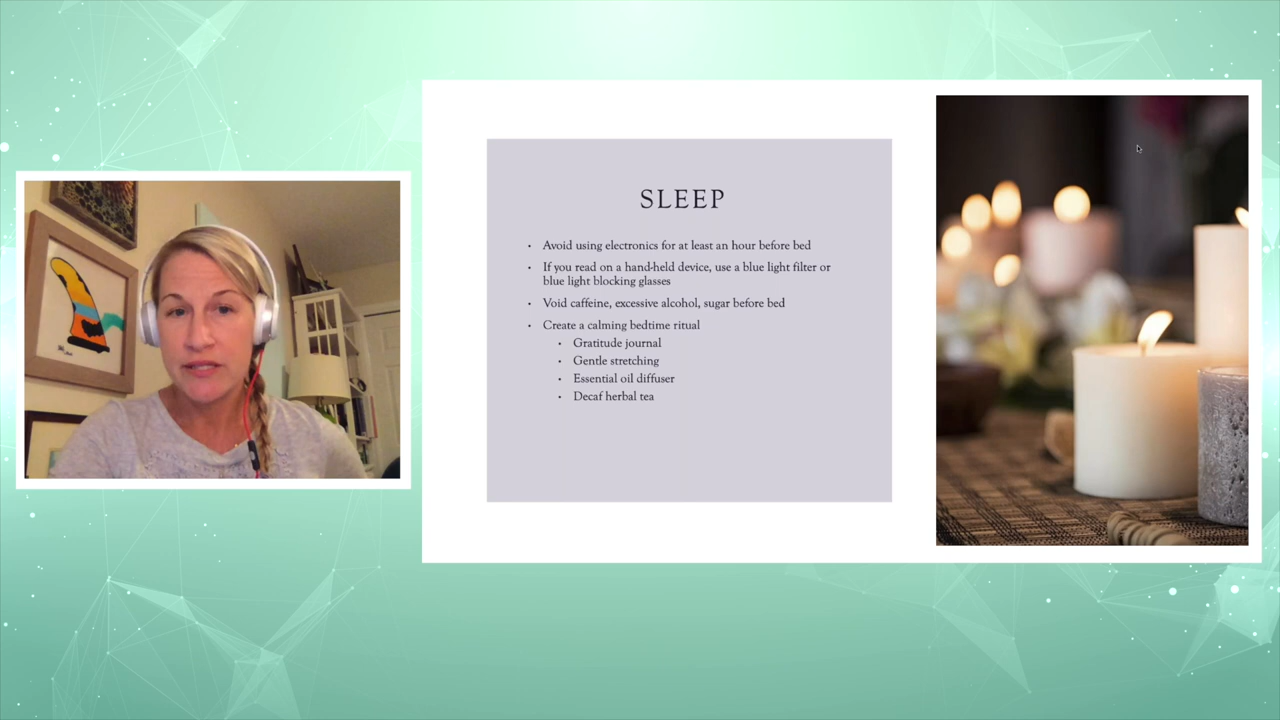 SLEEP
• Avoid using electronics for at least an hour before bed
• If you read on a hand-held device, use a blue light filter or
blue light blocking glasses
• Void caffeine, excessive alcohol, sugar before bed
• Create a calming bedtime ritual
• Gratitude journal
• Gentle stretching
• Essential oil diffuser
• Decaf herbal tea